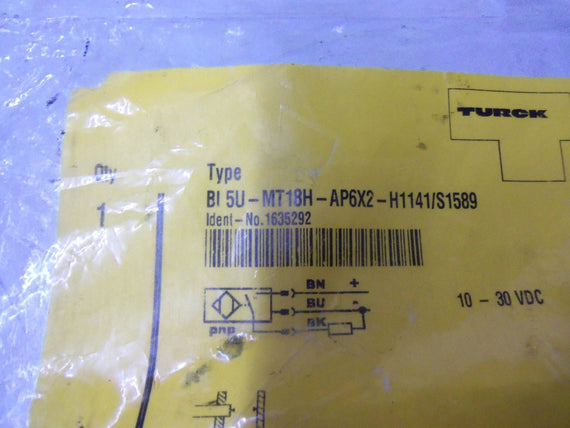 TURCK
Qty
1
Type
BI 5U-MT18H-AP6X2-H1141/S1589
Ident-No.1635292
BN +
BU -
BK
pnp
10 - 30 VDC